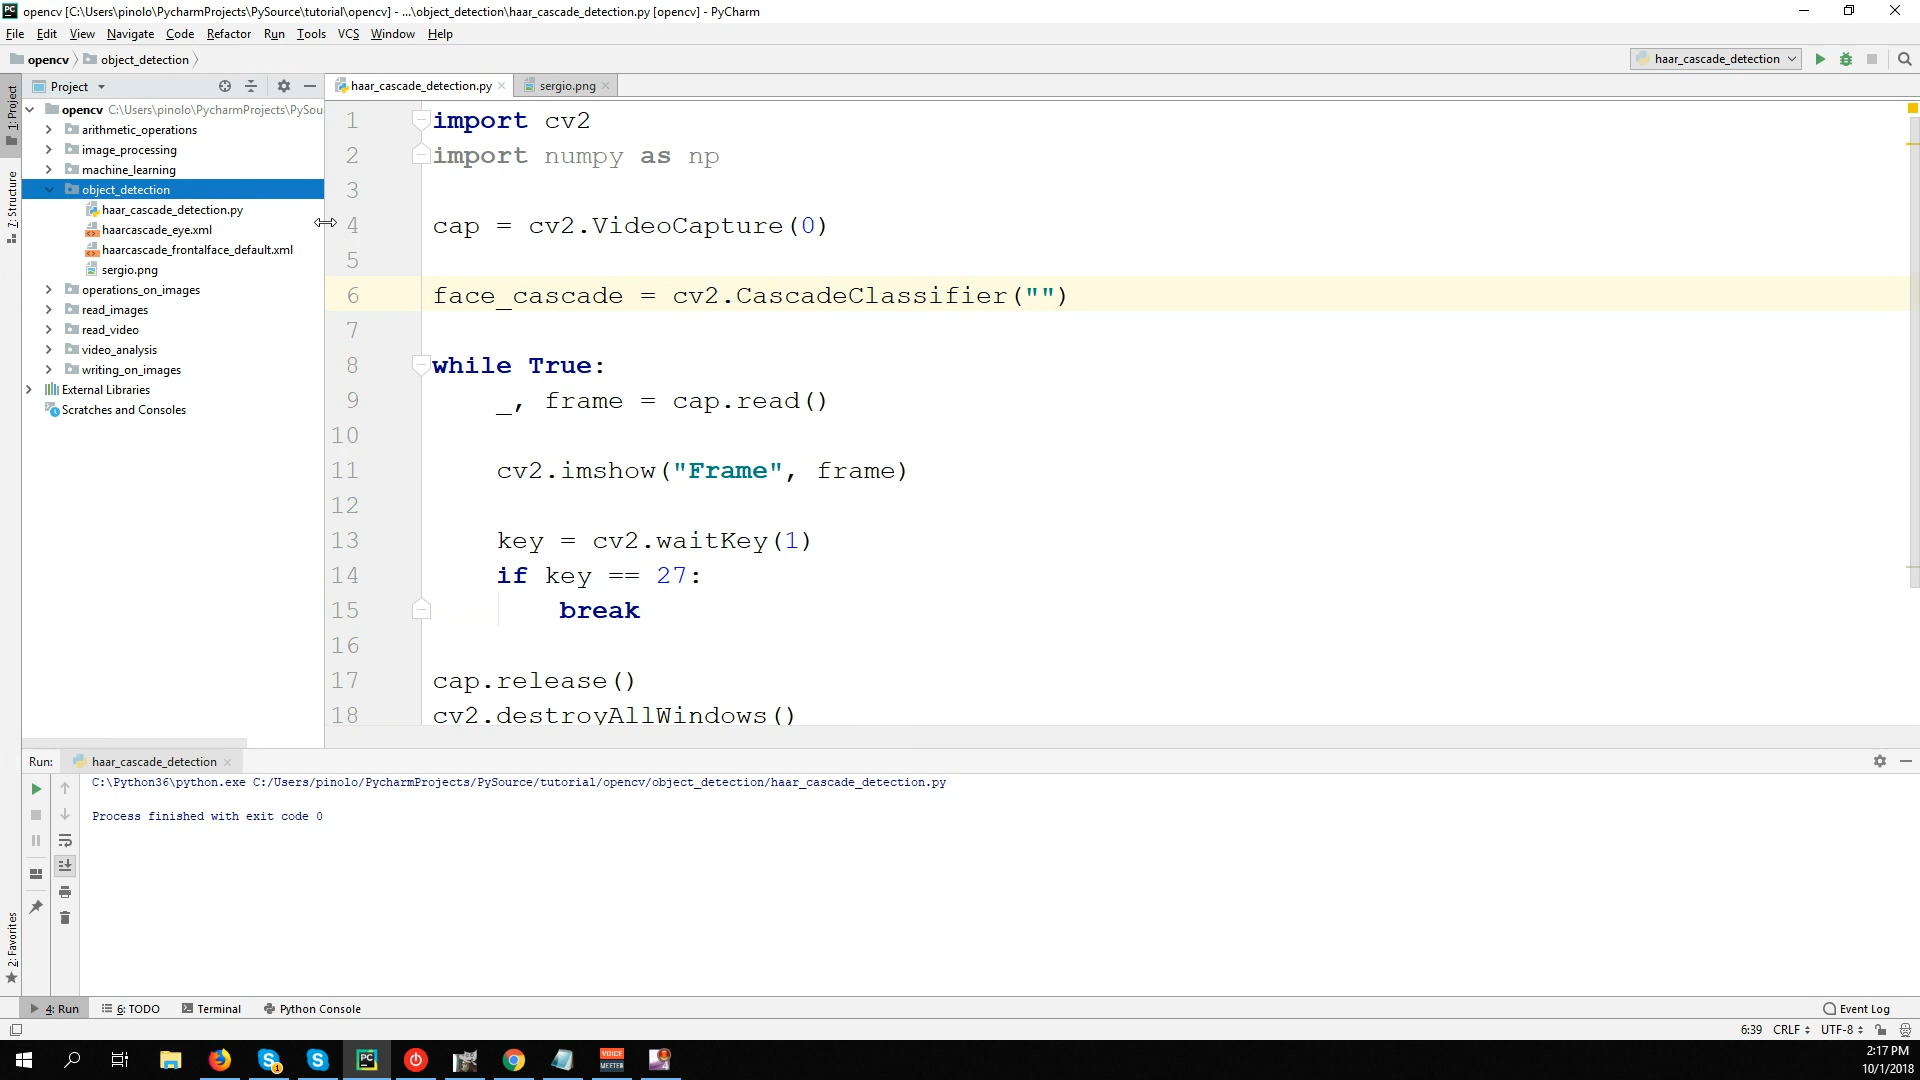 opencv [C:\Users\pinolo\PycharmProjects\PySource\tutorial\opencv] - ...\object_detection\haar_cascade_detection.py [opencv] - PyCharm
File Edit View Navigate Code Refactor Run Tools VCS Window Help
opencv object_detection
haar_cascade_detection
Project
haar_cascade_detection.py
sergio.png
1: Project
7: Structure
2: Favorites
opencv C:\Users\pinolo\PycharmProjects\PySou
arithmetic_operations
image_processing
machine_learning
object_detection
haar_cascade_detection.py
haarcascade_eye.xml
haarcascade_frontalface_default.xml
sergio.png
operations_on_images
read_images
read_video
video_analysis
writing_on_images
External Libraries
Scratches and Consoles
1 import cv2
2 import numpy as np
3
4 cap = cv2.VideoCapture(0)
5
6 face_cascade = cv2.CascadeClassifier("")
7
8 while True:
9 _, frame = cap.read()
10
11 cv2.imshow("Frame", frame)
12
13 key = cv2.waitKey(1)
14 if key == 27:
15 break
16
17 cap.release()
18 cv2.destroyAllWindows()
Run: haar_cascade_detection
C:\Python36\python.exe C:/Users/pinolo/PycharmProjects/PySource/tutorial/opencv/object_detection/haar_cascade_detection.py
Process finished with exit code 0
4: Run 6: TODO Terminal Python Console Event Log
6:39 CRLF UTF-8
PC
VOICE
MEETER
2:17 PM
10/1/2018